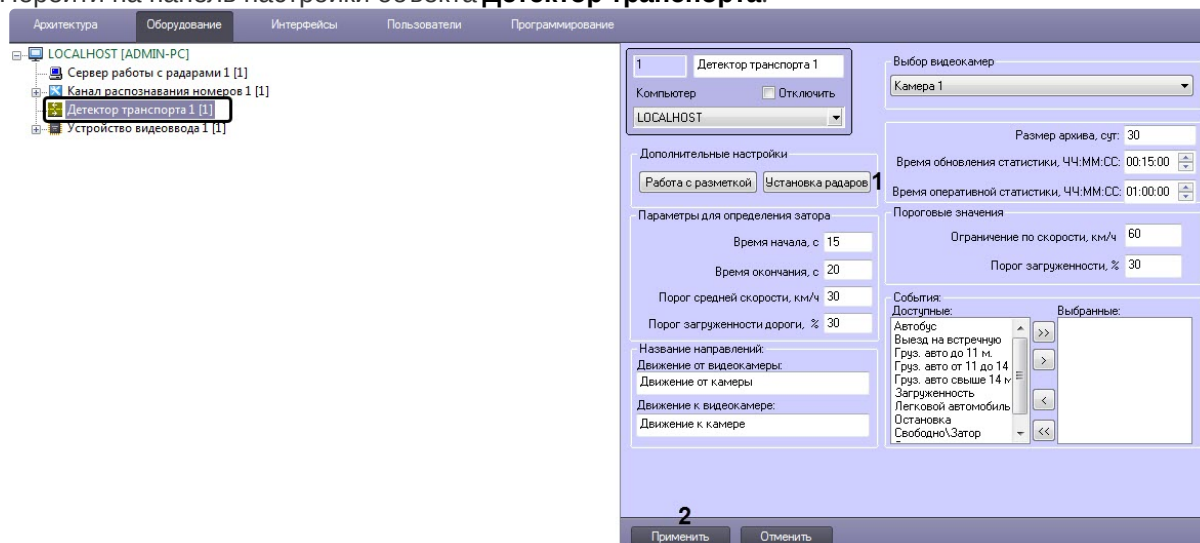 Перейти на панель настройки объекта Детектор транспорта.
Архитектура Оборудование Интерфейсы Пользователи Программирование
LOCALHOST [ADMIN-PC]
Сервер работы с радарами 1 [1]
Канал распознавания номеров 1 [1]
Детектор транспорта 1 [1]
Устройство видеоввода 1 [1]
1 Детектор транспорта 1
Компьютер Отключить
LOCALHOST
Дополнительные настройки
Работа с разметкой Установка радаров 1
Параметры для определения затора
Время начала, с 15
Время окончания, с 20
Порог средней скорости, км/ч 30
Порог загруженности дороги, % 30
Название направлений:
Движение от видеокамеры:
Движение от камеры
Движение к видеокамере:
Движение к камере
Выбор видеокамер
Камера 1
Размер архива, сут: 30
Время обновления статистики, ЧЧ:ММ:СС: 00:15:00
Время оперативной статистики, ЧЧ:ММ:СС: 01:00:00
Пороговые значения
Ограничение по скорости, км/ч 60
Порог загруженности, % 30
События:
Доступные: Выбранные:
Автобус
Выезд на встречную
Груз. авто до 11 м.
Груз. авто от 11 до 14
Груз. авто свыше 14 м
Загруженность
Легковой автомобиль
Остановка
Свободно\Затор
>>
>
<
<<
2
Применить Отменить